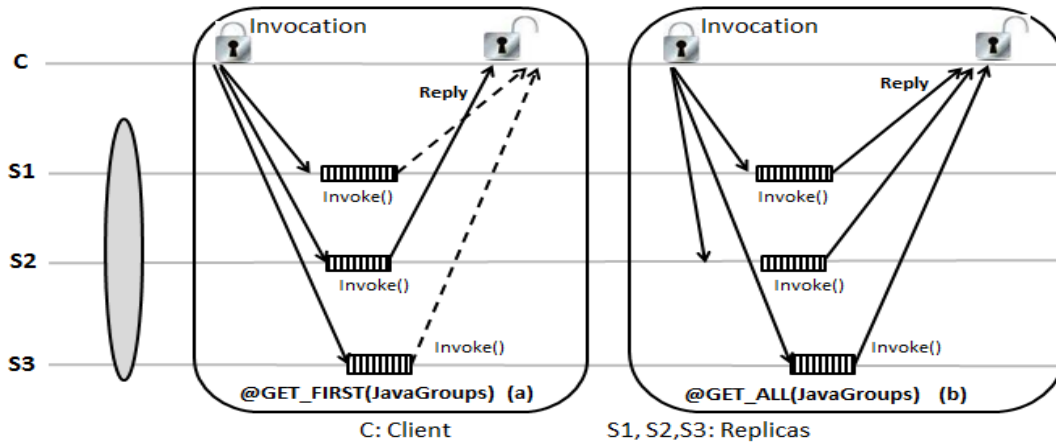 Invocation
Invocation
C
Reply
Reply
S1
Invoke()
Invoke()
S2
Invoke()
Invoke()
Invoke()
Invoke()
S3
@GET_FIRST(JavaGroups) (a)
@GET_ALL(JavaGroups) (b)
C: Client
S1, S2,S3: Replicas